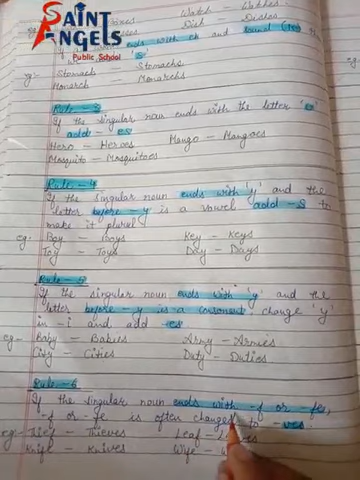 SAINT
ANGELS
Public School
Watch - Watches
Dish - Dishes
ends with ch and sound (k)
's'
eg:- Stomach - Stomachs
Monarch - Monarchs
Rule - 3
If the singular noun ends with the letter 'o'
add - es
Hero - Heroes Mango - Mangoes
Mosquito - Mosquitoes
Rule - 4
If the singular noun ends with 'y' and the
letter before -y is a vowel add -s to
make it plural
eg. Boy - Boys Key - Keys
Toy - Toys Day - Days
Rule - 5
If the singular noun ends with 'y' and the
letter before -y is a consonent change 'y'
in -i and add -es
eg:- Baby - Babies Army - Armies
City - Cities Duty - Duties
Rule - 6
If the singular noun ends with -f or -fe,
-f or -fe is often changed to -ves
eg:- Thief - Thieves Leaf -
Knife - Knives Wife -